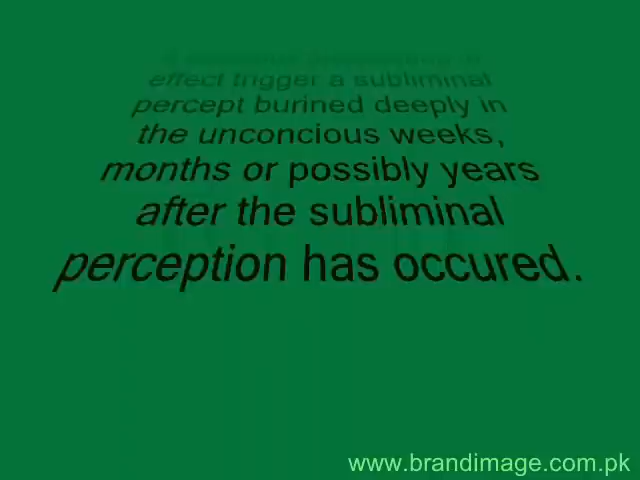 effect trigger a subliminal
percept burined deeply in
the unconcious weeks,
months or possibly years
after the subliminal
perception has occured.
www.brandimage.com.pk